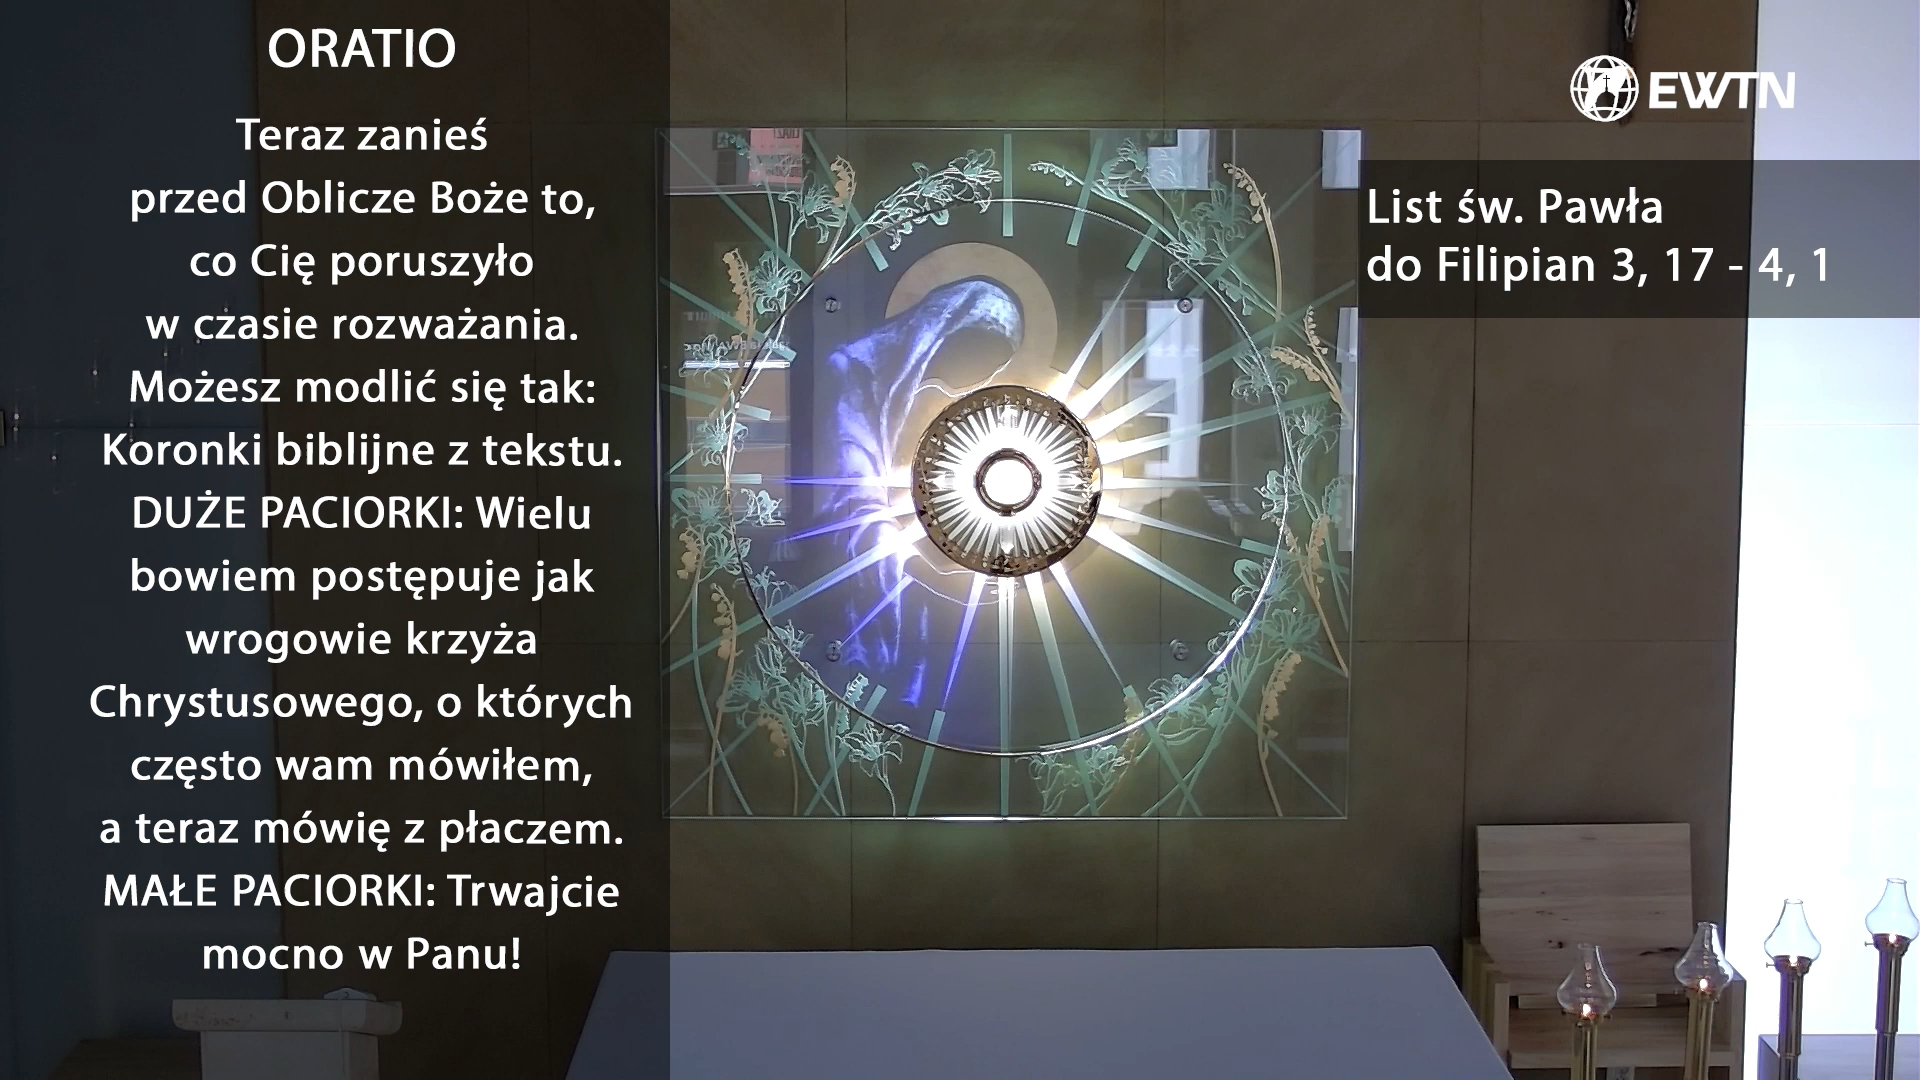 ORATIO
Teraz zanieś
przed Oblicze Boże to,
co Cię poruszyło
w czasie rozważania.
Możesz modlić się tak:
Koronki biblijne z tekstu.
DUŻE PACIORKI: Wielu
bowiem postępuje jak
wrogowie krzyża
Chrystusowego, o których
często wam mówiłem,
a teraz mówię z płaczem.
MAŁE PACIORKI: Trwajcie
mocno w Panu!
EWTN
List św. Pawła
do Filipian 3, 17 - 4, 1